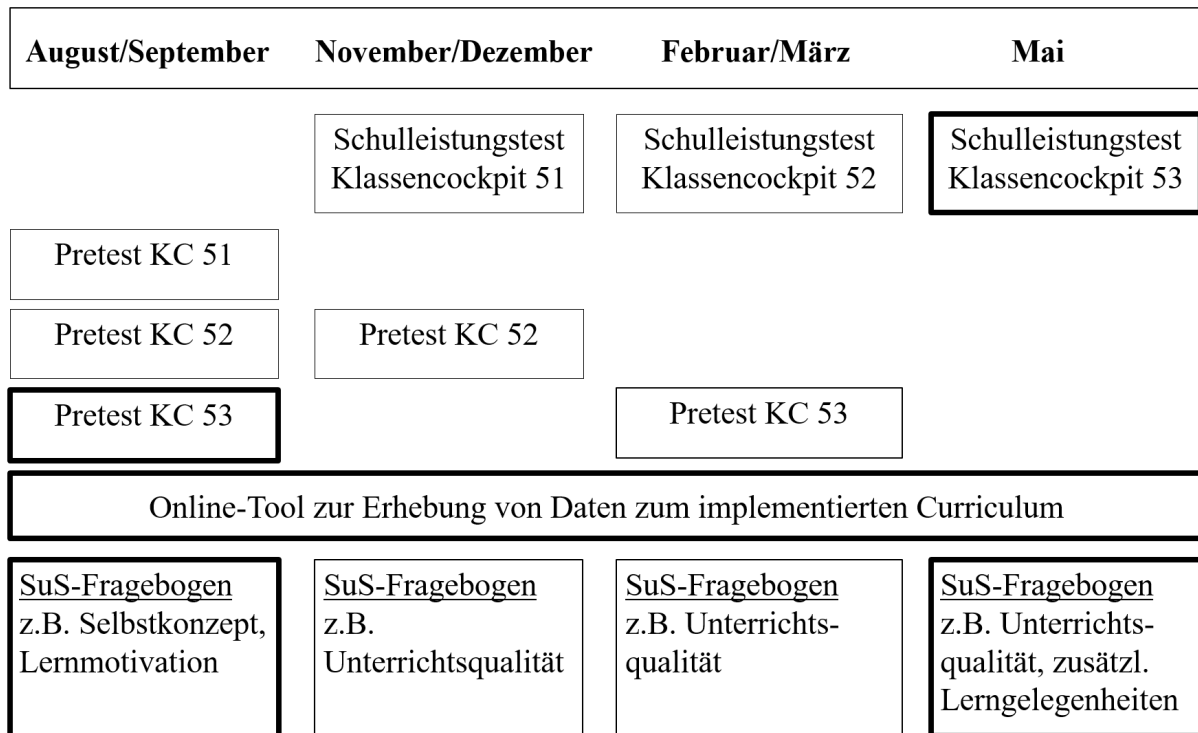 August/September November/Dezember Februar/März Mai
Schulleistungstest Klassencockpit 51
Schulleistungstest Klassencockpit 52
Schulleistungstest Klassencockpit 53
Pretest KC 51
Pretest KC 52 Pretest KC 52
Pretest KC 53 Pretest KC 53
Online-Tool zur Erhebung von Daten zum implementierten Curriculum
SuS-Fragebogen
z.B. Selbstkonzept,
Lernmotivation
SuS-Fragebogen
z.B.
Unterrichtsqualität
SuS-Fragebogen
z.B. Unterrichts-
qualität
SuS-Fragebogen
z.B. Unterrichts-
qualität, zusätzl.
Lerngelegenheiten